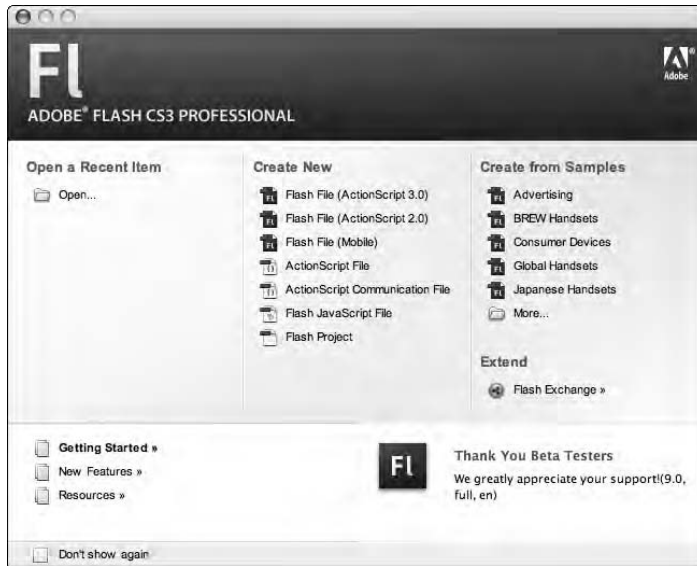 Fl
Adobe®
ADOBE® FLASH CS3 PROFESSIONAL
Open a Recent Item
Open...
Create New
Flash File (ActionScript 3.0)
Flash File (ActionScript 2.0)
Flash File (Mobile)
ActionScript File
ActionScript Communication File
Flash JavaScript File
Flash Project
Create from Samples
Advertising
BREW Handsets
Consumer Devices
Global Handsets
Japanese Handsets
More...
Extend
Flash Exchange »
Getting Started »
New Features »
Resources »
Fl
Thank You Beta Testers
We greatly appreciate your support!(9.0,
full, en)
Don't show again